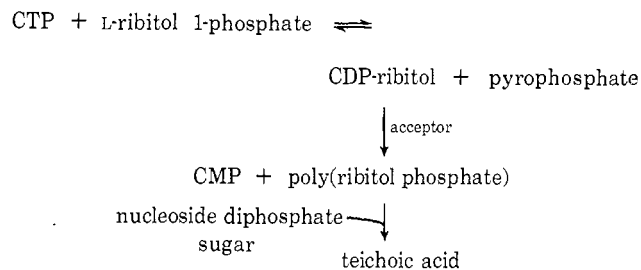 CTP + L-ribitol 1-phosphate ⇌
CDP-ribitol + pyrophosphate
acceptor
CMP + poly(ribitol phosphate)
nucleoside diphosphate
sugar
teichoic acid